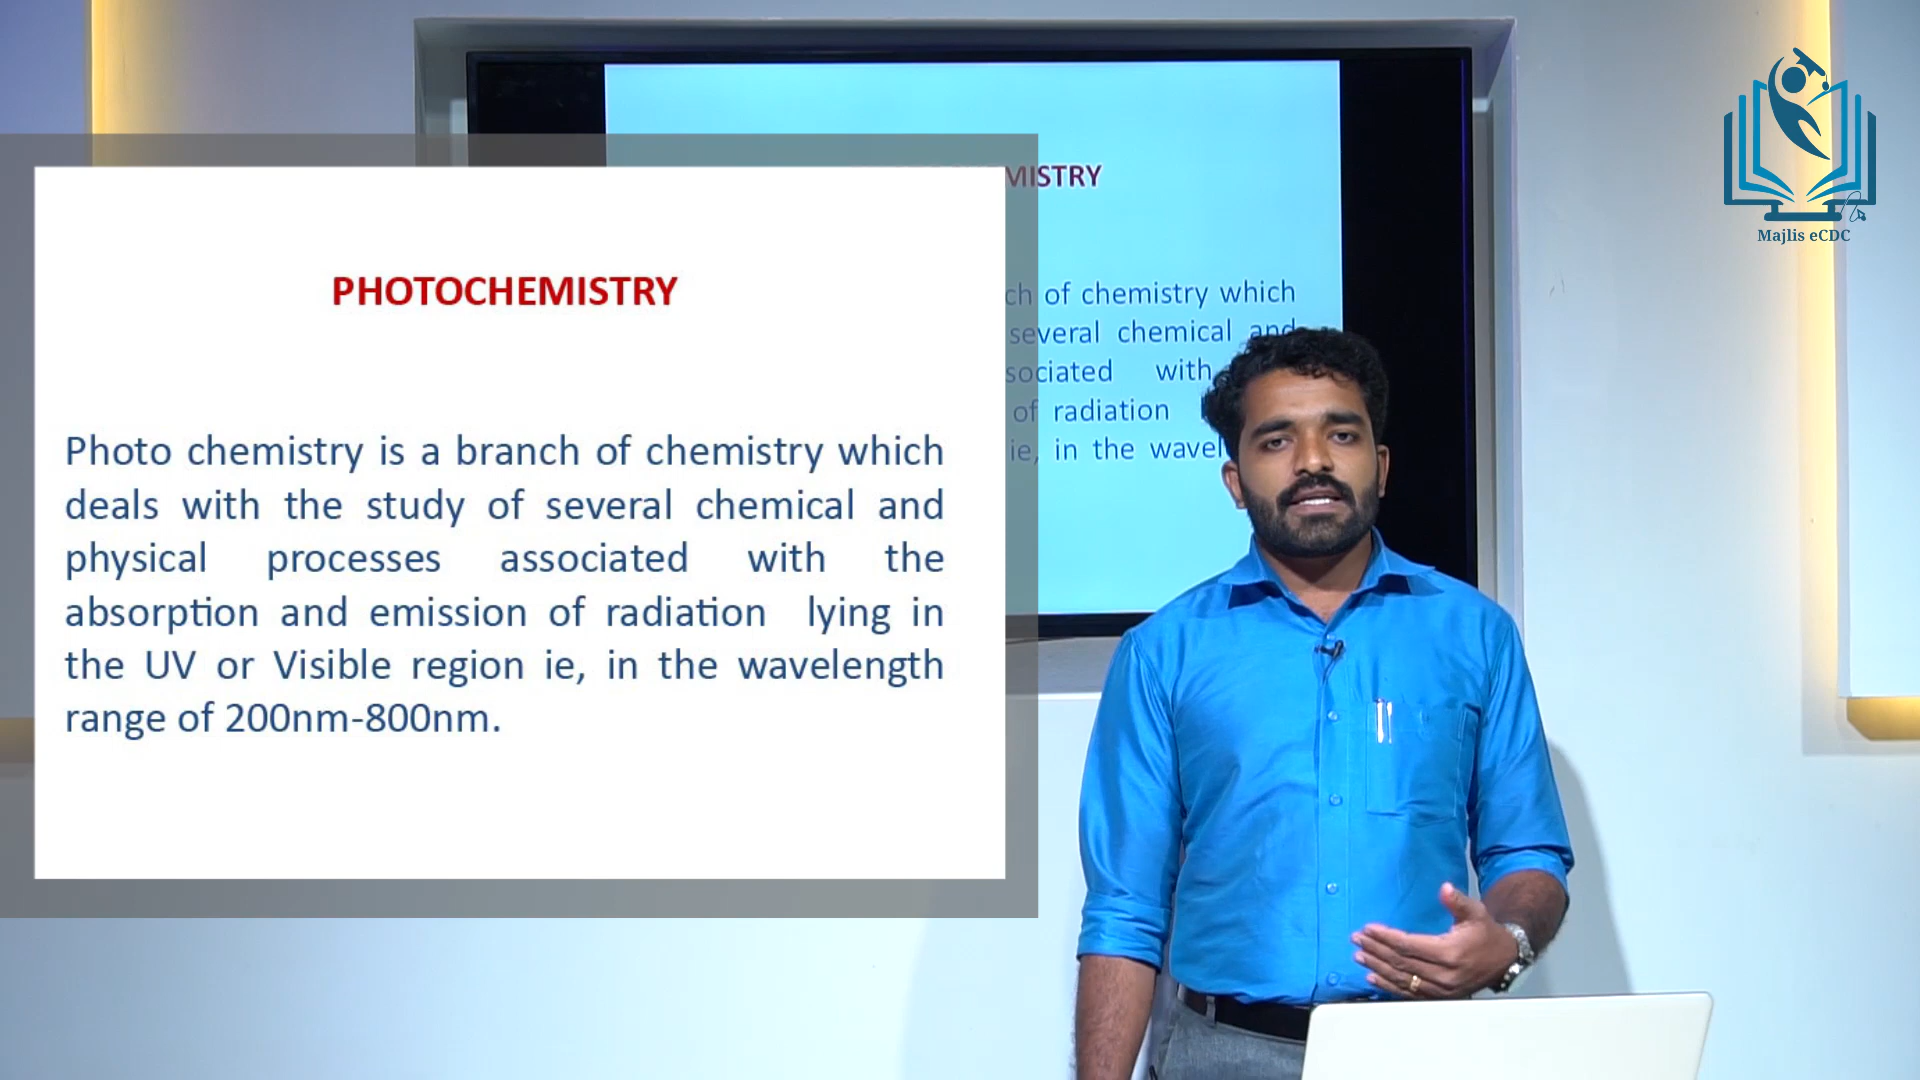 PHOTOCHEMISTRY
Photo chemistry is a branch of chemistry which
deals with the study of several chemical and
physical processes associated with the
absorption and emission of radiation lying in
the UV or Visible region ie, in the wavelength
range of 200nm-800nm.
MISTRY
ch of chemistry which
several chemical and
sociated with
of radiation
ie, in the wavel
Majlis eCDC